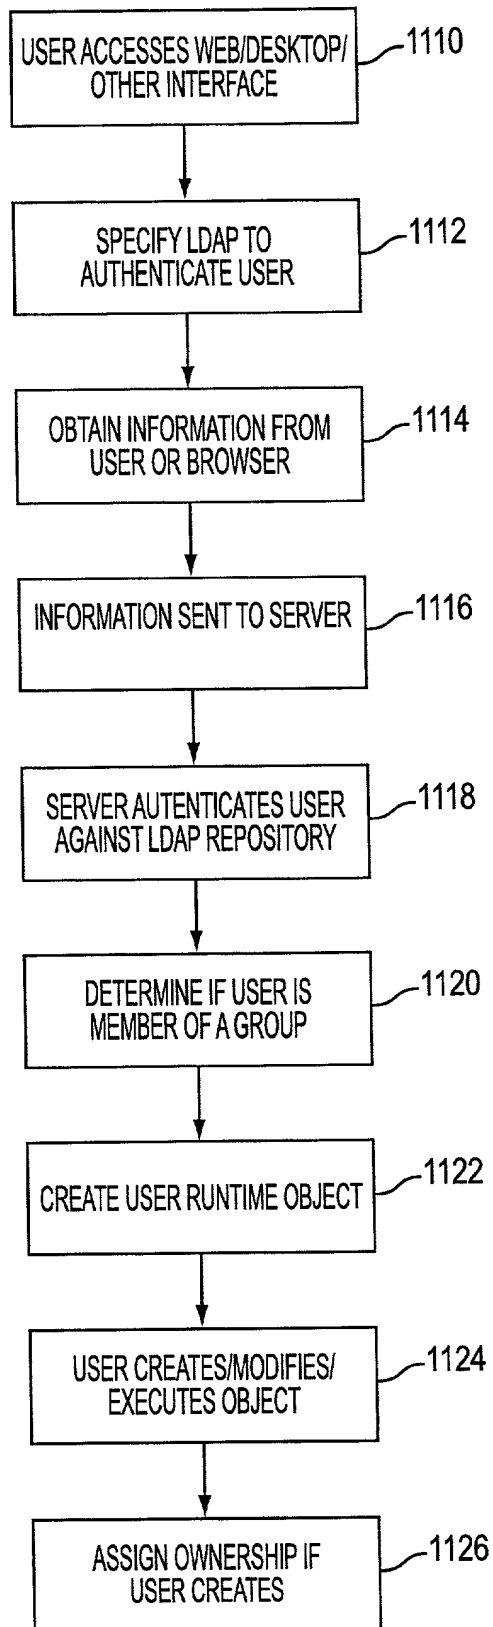 USER ACCESSES WEB/DESKTOP/
OTHER INTERFACE
1110
SPECIFY LDAP TO
AUTHENTICATE USER
1112
OBTAIN INFORMATION FROM
USER OR BROWSER
1114
INFORMATION SENT TO SERVER
1116
SERVER AUTENTICATES USER
AGAINST LDAP REPOSITORY
1118
DETERMINE IF USER IS
MEMBER OF A GROUP
1120
CREATE USER RUNTIME OBJECT
1122
USER CREATES/MODIFIES/
EXECUTES OBJECT
1124
ASSIGN OWNERSHIP IF
USER CREATES
1126